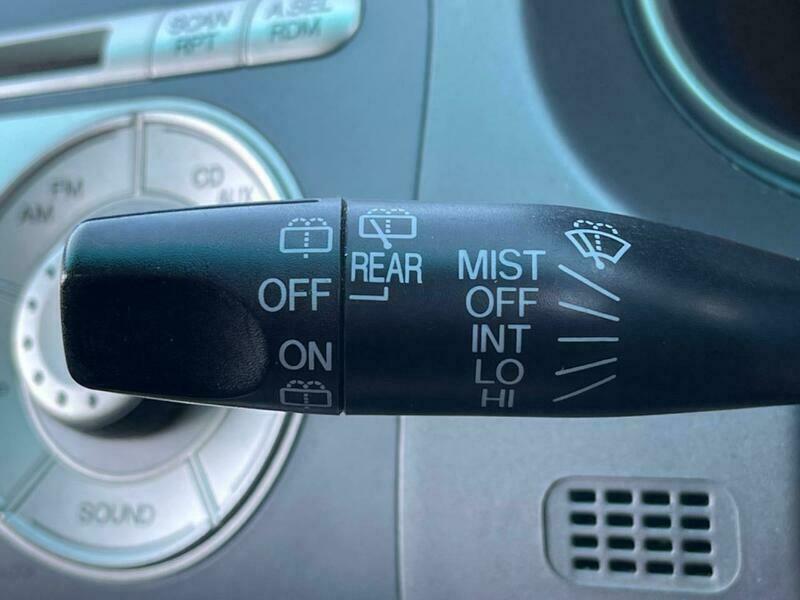 SCAN
RPT
A.SEL
RDM
FM
AM
CD
AUX
OFF
ON
REAR
MIST
OFF
INT
LO
HI
SOUND